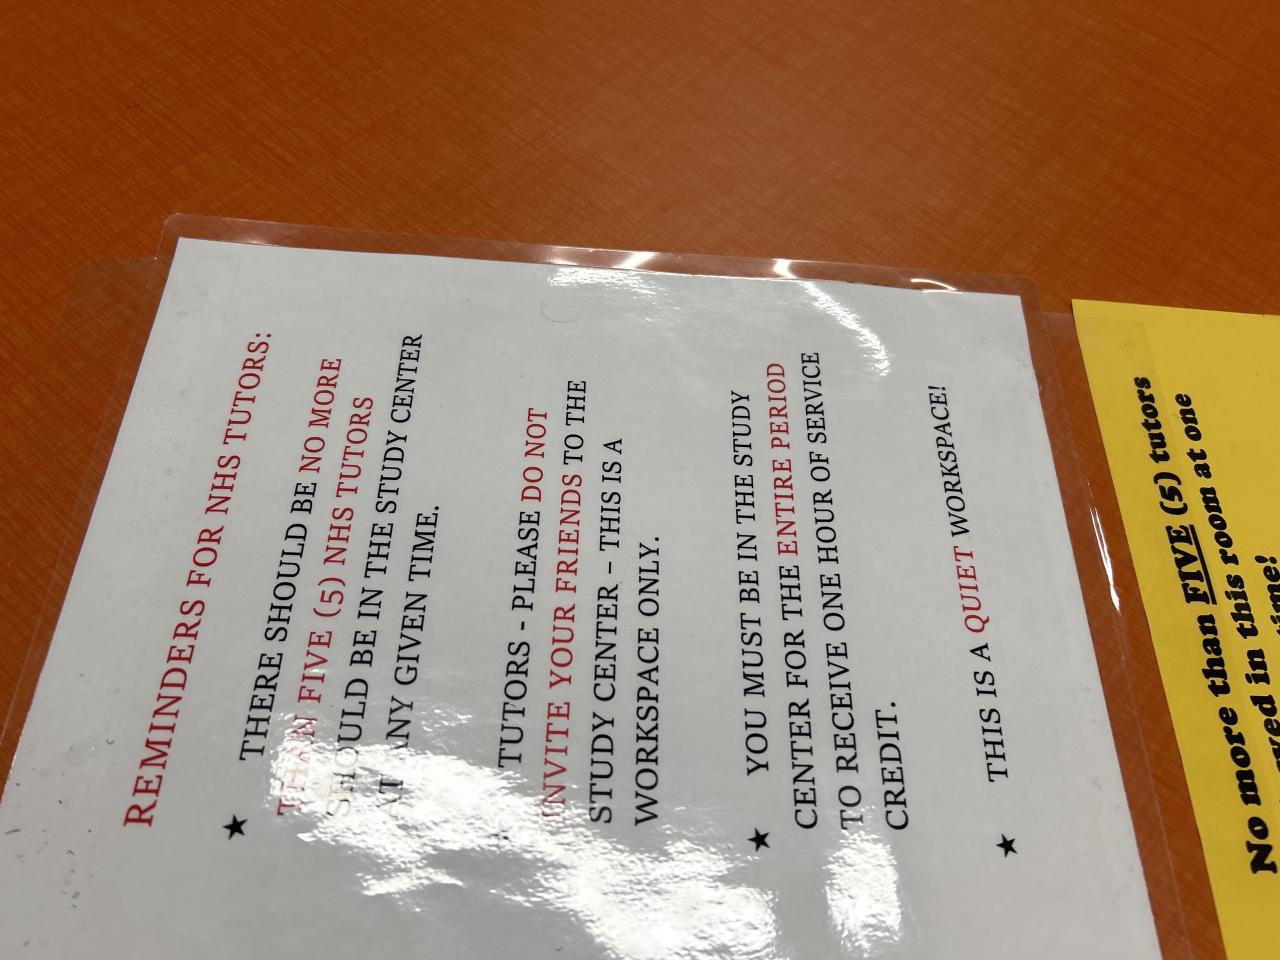 REMINDERS FOR NHS TUTORS:
★ THERE SHOULD BE NO MORE
THAN FIVE (5) NHS TUTORS
SHOULD BE IN THE STUDY CENTER
AT ANY GIVEN TIME.
TUTORS - PLEASE DO NOT
INVITE YOUR FRIENDS TO THE
STUDY CENTER – THIS IS A
WORKSPACE ONLY.
★ YOU MUST BE IN THE STUDY
CENTER FOR THE ENTIRE PERIOD
TO RECEIVE ONE HOUR OF SERVICE
CREDIT.
★ THIS IS A QUIET WORKSPACE!
No more than FIVE (5) tutors
in this room at one
time!